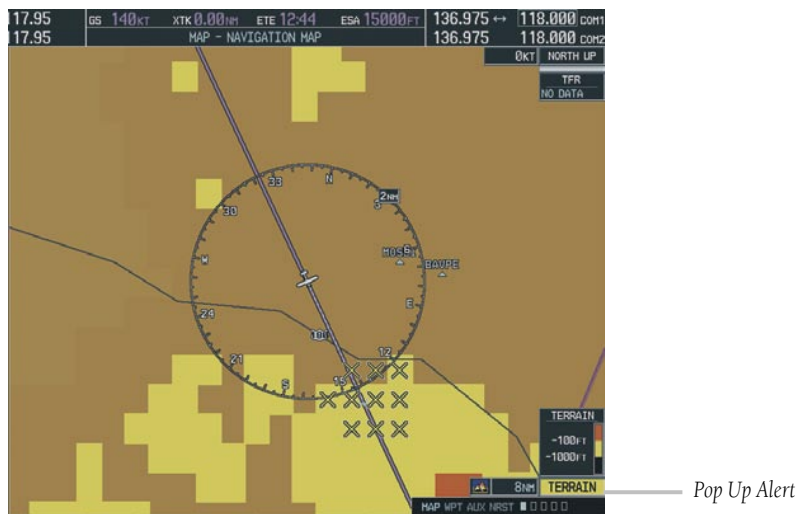 17.95 GS 140KT XTK 0.00NM ETE 12:44 ESA 15000FT 136.975 ↔ 118.000 COM1
17.95 MAP - NAVIGATION MAP 136.975 118.000 COM2
0KT NORTH UP
TFR
NO DATA
33
N
30
2NM
3
6
W
MOSSI
BAVPE
E
24
100
12
21
15
S
TERRAIN
-100FT
-1000FT
8NM TERRAIN
Pop Up Alert
MAP WPT AUX NRST